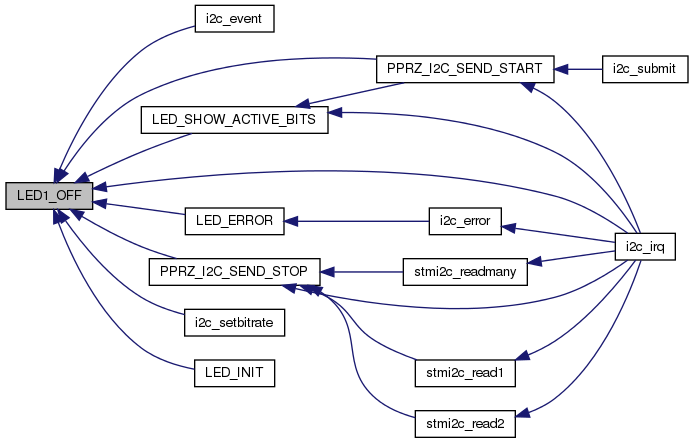 i2c_event
PPRZ_I2C_SEND_START
i2c_submit
LED_SHOW_ACTIVE_BITS
LED1_OFF
LED_ERROR
i2c_error
i2c_irq
PPRZ_I2C_SEND_STOP
stmi2c_readmany
i2c_setbitrate
LED_INIT
stmi2c_read1
stmi2c_read2